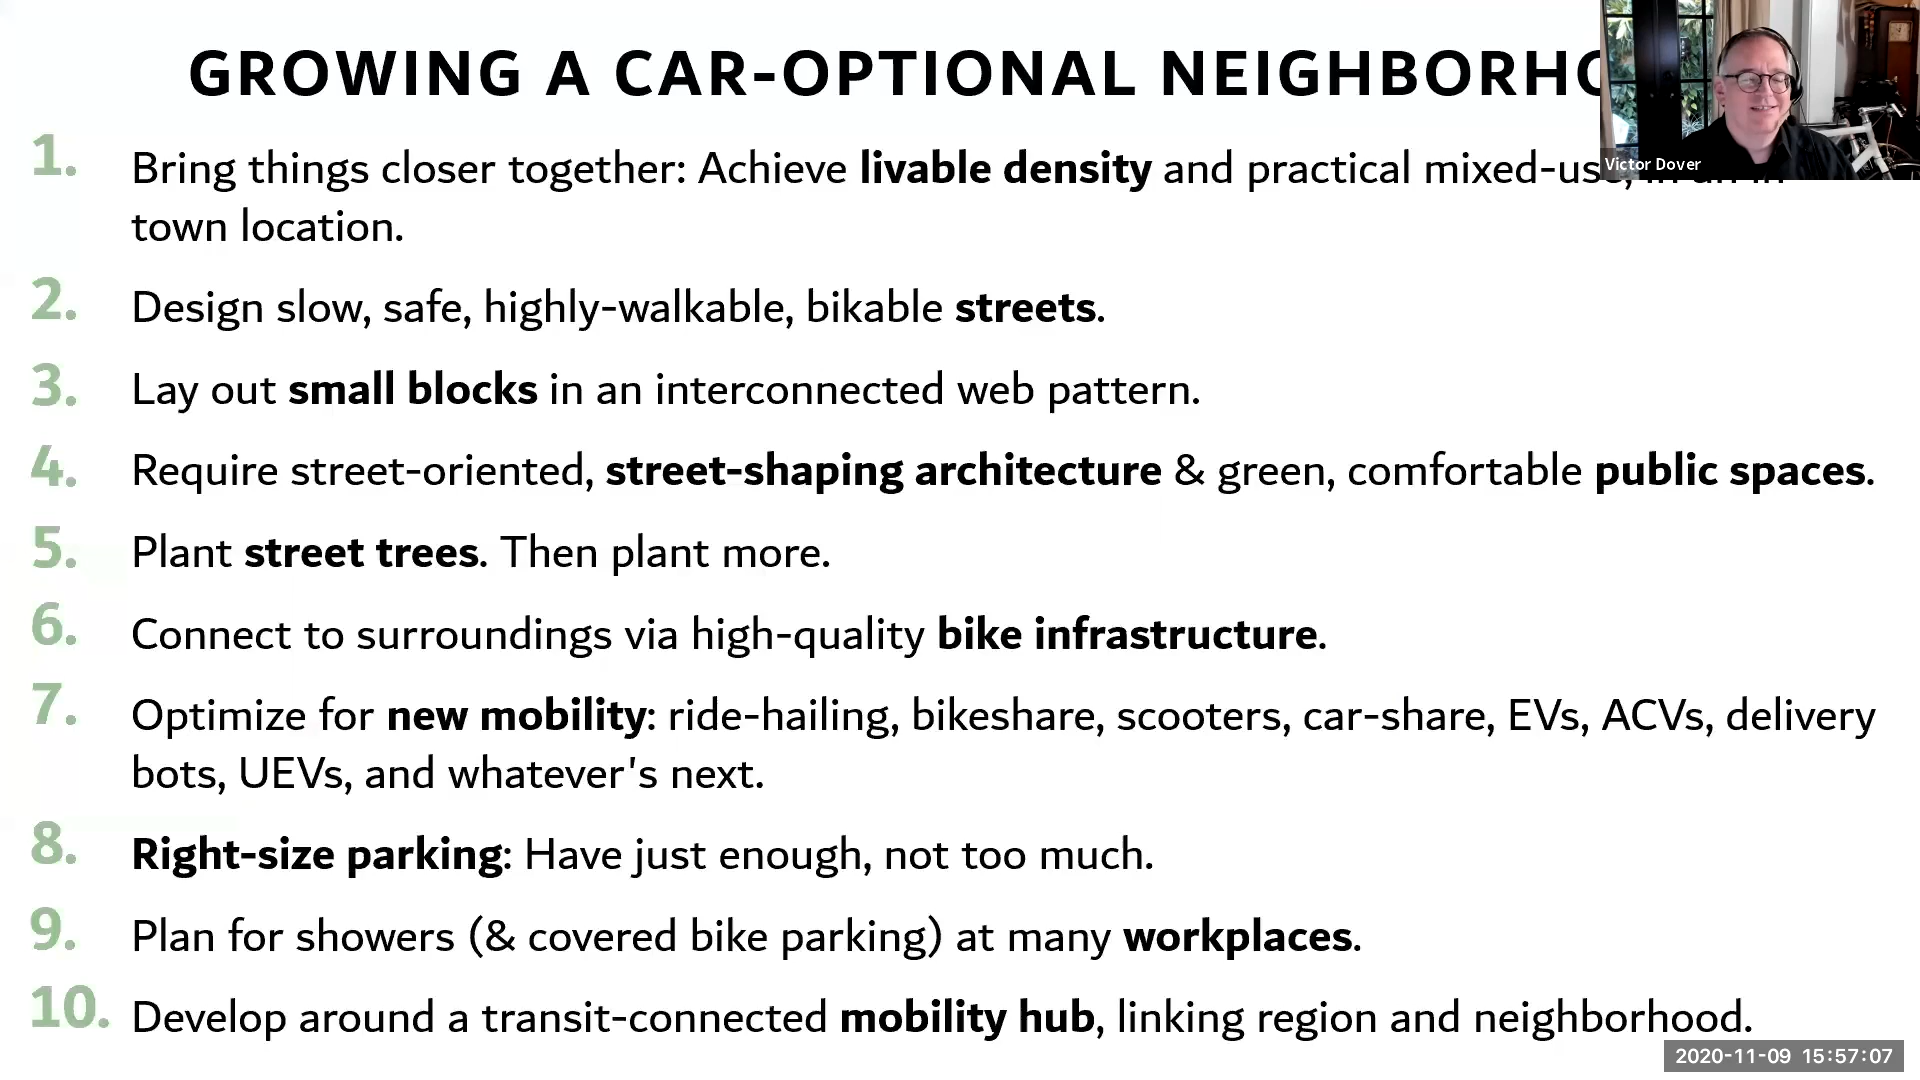 GROWING A CAR-OPTIONAL NEIGHBORHO
Victor Dover
1. Bring things closer together: Achieve livable density and practical mixed-use, in an in-
town location.
2. Design slow, safe, highly-walkable, bikable streets.
3. Lay out small blocks in an interconnected web pattern.
4. Require street-oriented, street-shaping architecture & green, comfortable public spaces.
5. Plant street trees. Then plant more.
6. Connect to surroundings via high-quality bike infrastructure.
7. Optimize for new mobility: ride-hailing, bikeshare, scooters, car-share, EVs, ACVs, delivery
bots, UEVs, and whatever's next.
8. Right-size parking: Have just enough, not too much.
9. Plan for showers (& covered bike parking) at many workplaces.
10. Develop around a transit-connected mobility hub, linking region and neighborhood.
2020-11-09 15:57:07